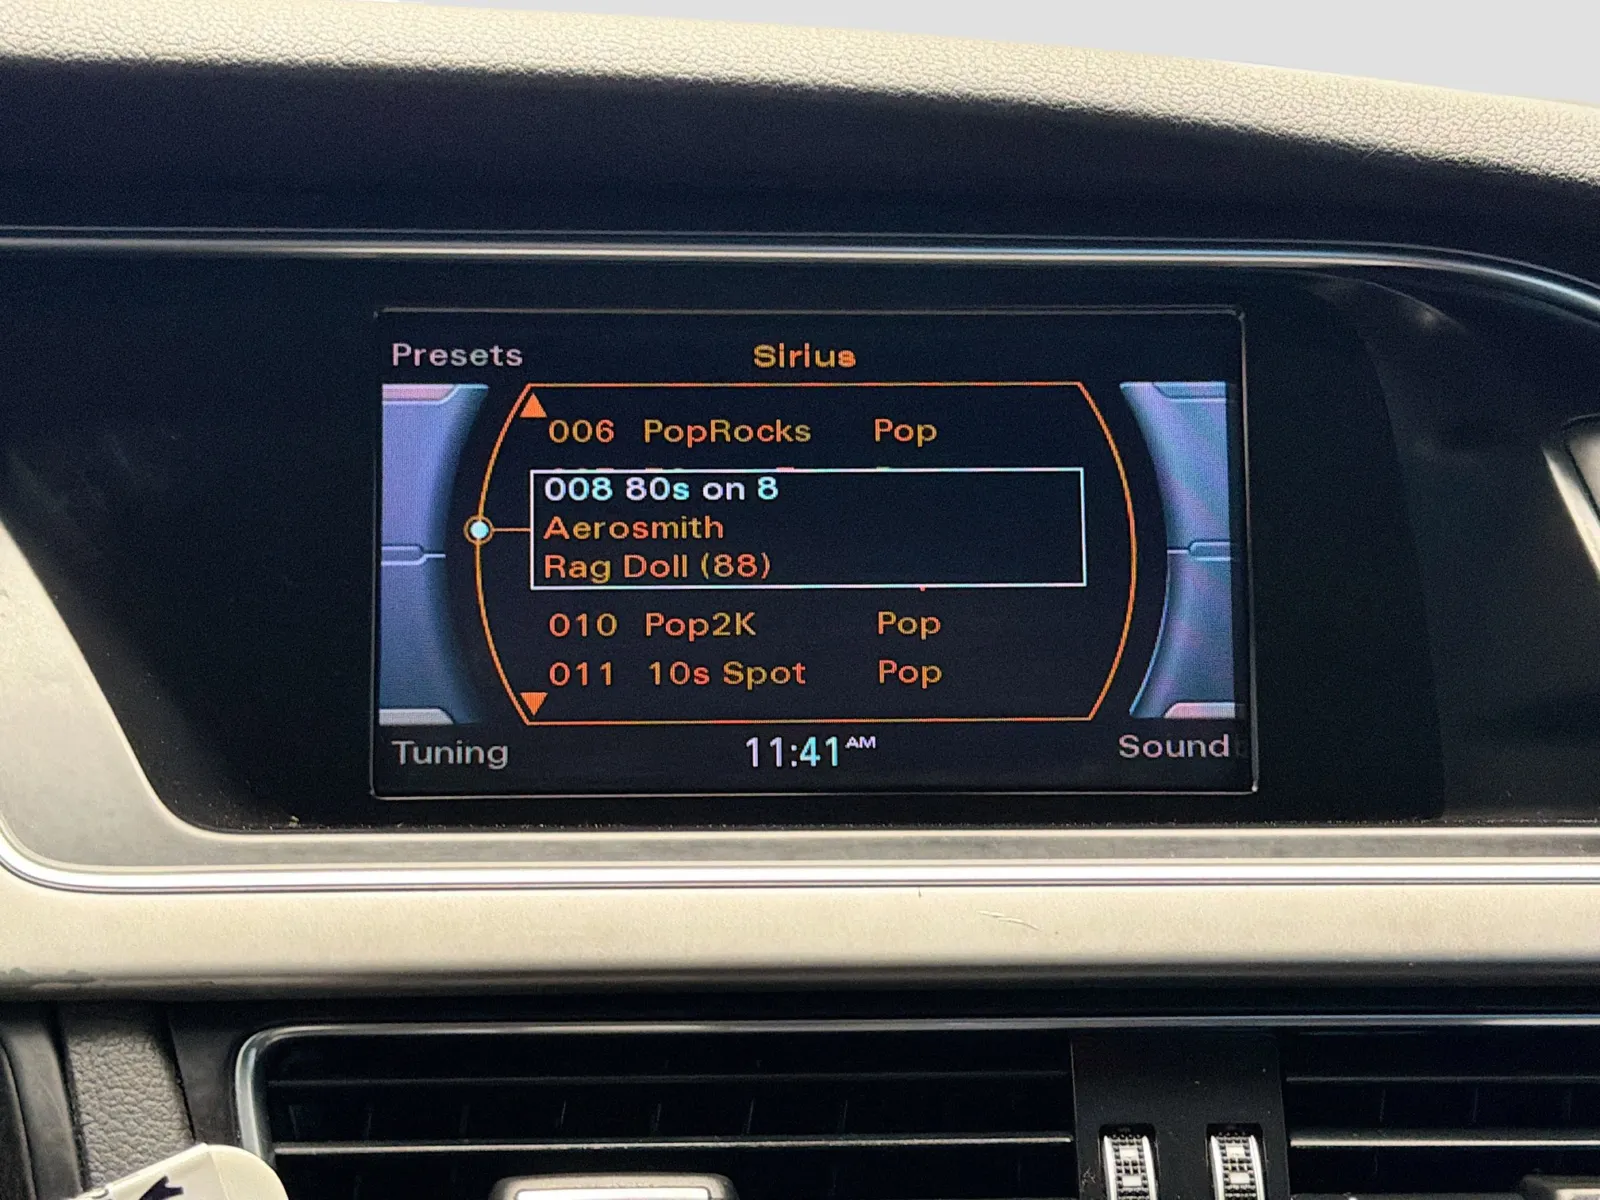 Presets Sirius
006 PopRocks Pop
008 80s on 8
Aerosmith
Rag Doll (88)
010 Pop2K Pop
011 10s Spot Pop
Tuning 11:41 AM Sound